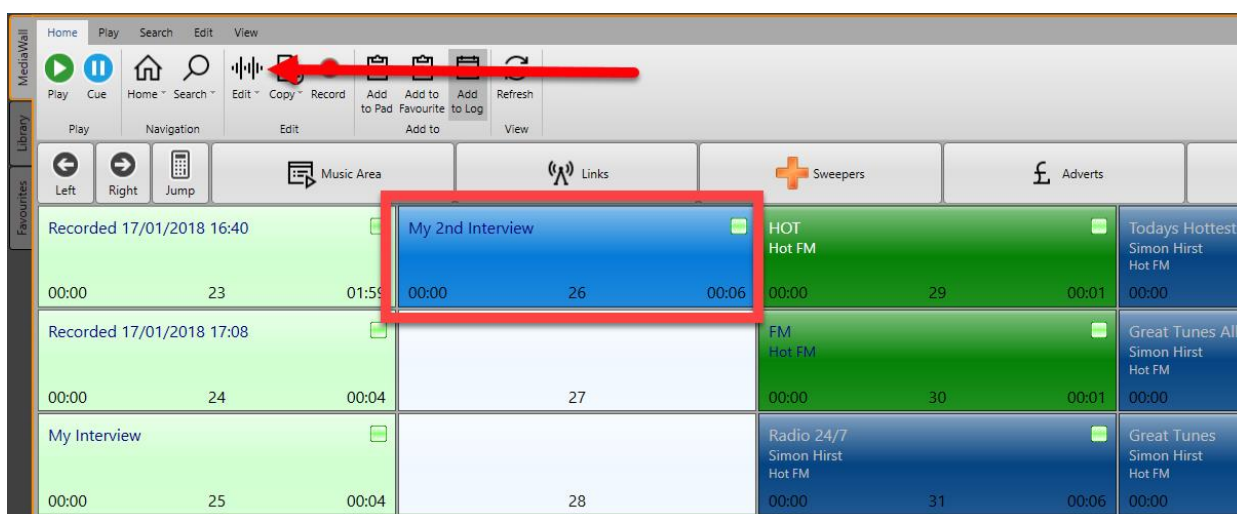 MediaWall
Library
Favourites
Home Play Search Edit View
Play Cue Home Search Edit Copy Record Add to Pad Add to Favourite Add to Log Refresh
Play Navigation Edit Add to View
Left Right Jump Music Area Links Sweepers £ Adverts
Recorded 17/01/2018 16:40
00:00 23 01:59
My 2nd Interview
00:00 26 00:06
HOT
Hot FM
00:00 29 00:01
Todays Hottest
Simon Hirst
Hot FM
00:00
Recorded 17/01/2018 17:08
00:00 24 00:04
27
FM
Hot FM
00:00 30 00:01
Great Tunes All
Simon Hirst
Hot FM
00:00
My Interview
00:00 25 00:04
28
Radio 24/7
Simon Hirst
Hot FM
00:00 31 00:06
Great Tunes
Simon Hirst
Hot FM
00:00